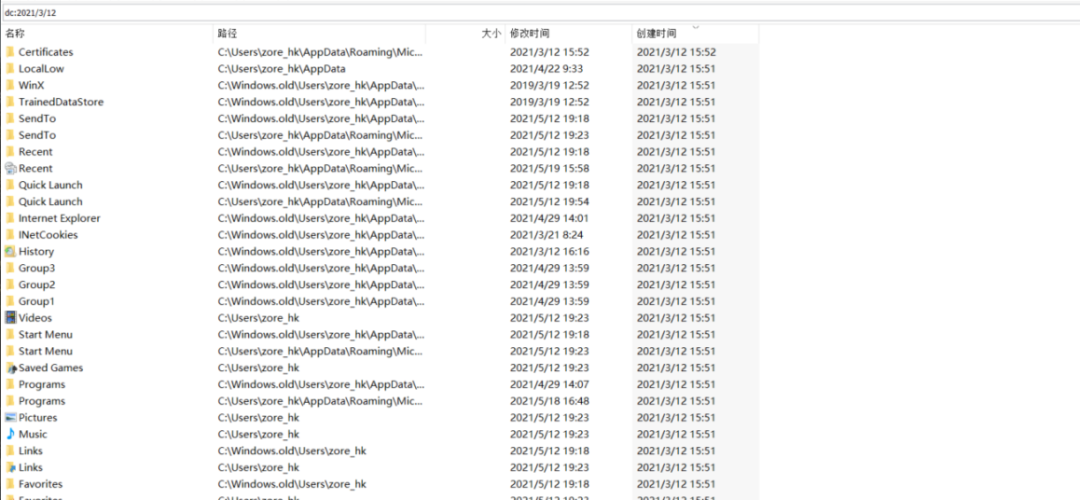 dc:2021/3/12
名称 路径 大小 修改时间 创建时间
Certificates C:\Users\zore_hk\AppData\Roaming\Mic... 2021/3/12 15:52 2021/3/12 15:52
LocalLow C:\Users\zore_hk\AppData 2021/4/22 9:33 2021/3/12 15:51
WinX C:\Windows.old\Users\zore_hk\AppData\... 2019/3/19 12:52 2021/3/12 15:51
TrainedDataStore C:\Windows.old\Users\zore_hk\AppData\... 2019/3/19 12:52 2021/3/12 15:51
SendTo C:\Windows.old\Users\zore_hk\AppData\... 2021/5/12 19:18 2021/3/12 15:51
SendTo C:\Users\zore_hk\AppData\Roaming\Mic... 2021/5/12 19:23 2021/3/12 15:51
Recent C:\Windows.old\Users\zore_hk\AppData\... 2021/5/12 19:18 2021/3/12 15:51
Recent C:\Users\zore_hk\AppData\Roaming\Mic... 2021/5/19 15:58 2021/3/12 15:51
Quick Launch C:\Windows.old\Users\zore_hk\AppData\... 2021/5/12 19:18 2021/3/12 15:51
Quick Launch C:\Users\zore_hk\AppData\Roaming\Mic... 2021/5/12 19:54 2021/3/12 15:51
Internet Explorer C:\Windows.old\Users\zore_hk\AppData\... 2021/4/29 14:01 2021/3/12 15:51
INetCookies C:\Windows.old\Users\zore_hk\AppData\... 2021/3/21 8:24 2021/3/12 15:51
History C:\Windows.old\Users\zore_hk\AppData\... 2021/3/12 16:16 2021/3/12 15:51
Group3 C:\Windows.old\Users\zore_hk\AppData\... 2021/4/29 13:59 2021/3/12 15:51
Group2 C:\Windows.old\Users\zore_hk\AppData\... 2021/4/29 13:59 2021/3/12 15:51
Group1 C:\Windows.old\Users\zore_hk\AppData\... 2021/4/29 13:59 2021/3/12 15:51
Videos C:\Users\zore_hk 2021/5/12 19:23 2021/3/12 15:51
Start Menu C:\Windows.old\Users\zore_hk\AppData\... 2021/5/12 19:18 2021/3/12 15:51
Start Menu C:\Users\zore_hk\AppData\Roaming\Mic... 2021/5/12 19:23 2021/3/12 15:51
Saved Games C:\Users\zore_hk 2021/5/12 19:23 2021/3/12 15:51
Programs C:\Windows.old\Users\zore_hk\AppData\... 2021/4/29 14:07 2021/3/12 15:51
Programs C:\Users\zore_hk\AppData\Roaming\Mic... 2021/5/18 16:48 2021/3/12 15:51
Pictures C:\Users\zore_hk 2021/5/12 19:23 2021/3/12 15:51
Music C:\Users\zore_hk 2021/5/12 19:23 2021/3/12 15:51
Links C:\Windows.old\Users\zore_hk 2021/5/12 19:18 2021/3/12 15:51
Links C:\Users\zore_hk 2021/5/12 19:23 2021/3/12 15:51
Favorites C:\Windows.old\Users\zore_hk 2021/5/12 19:18 2021/3/12 15:51